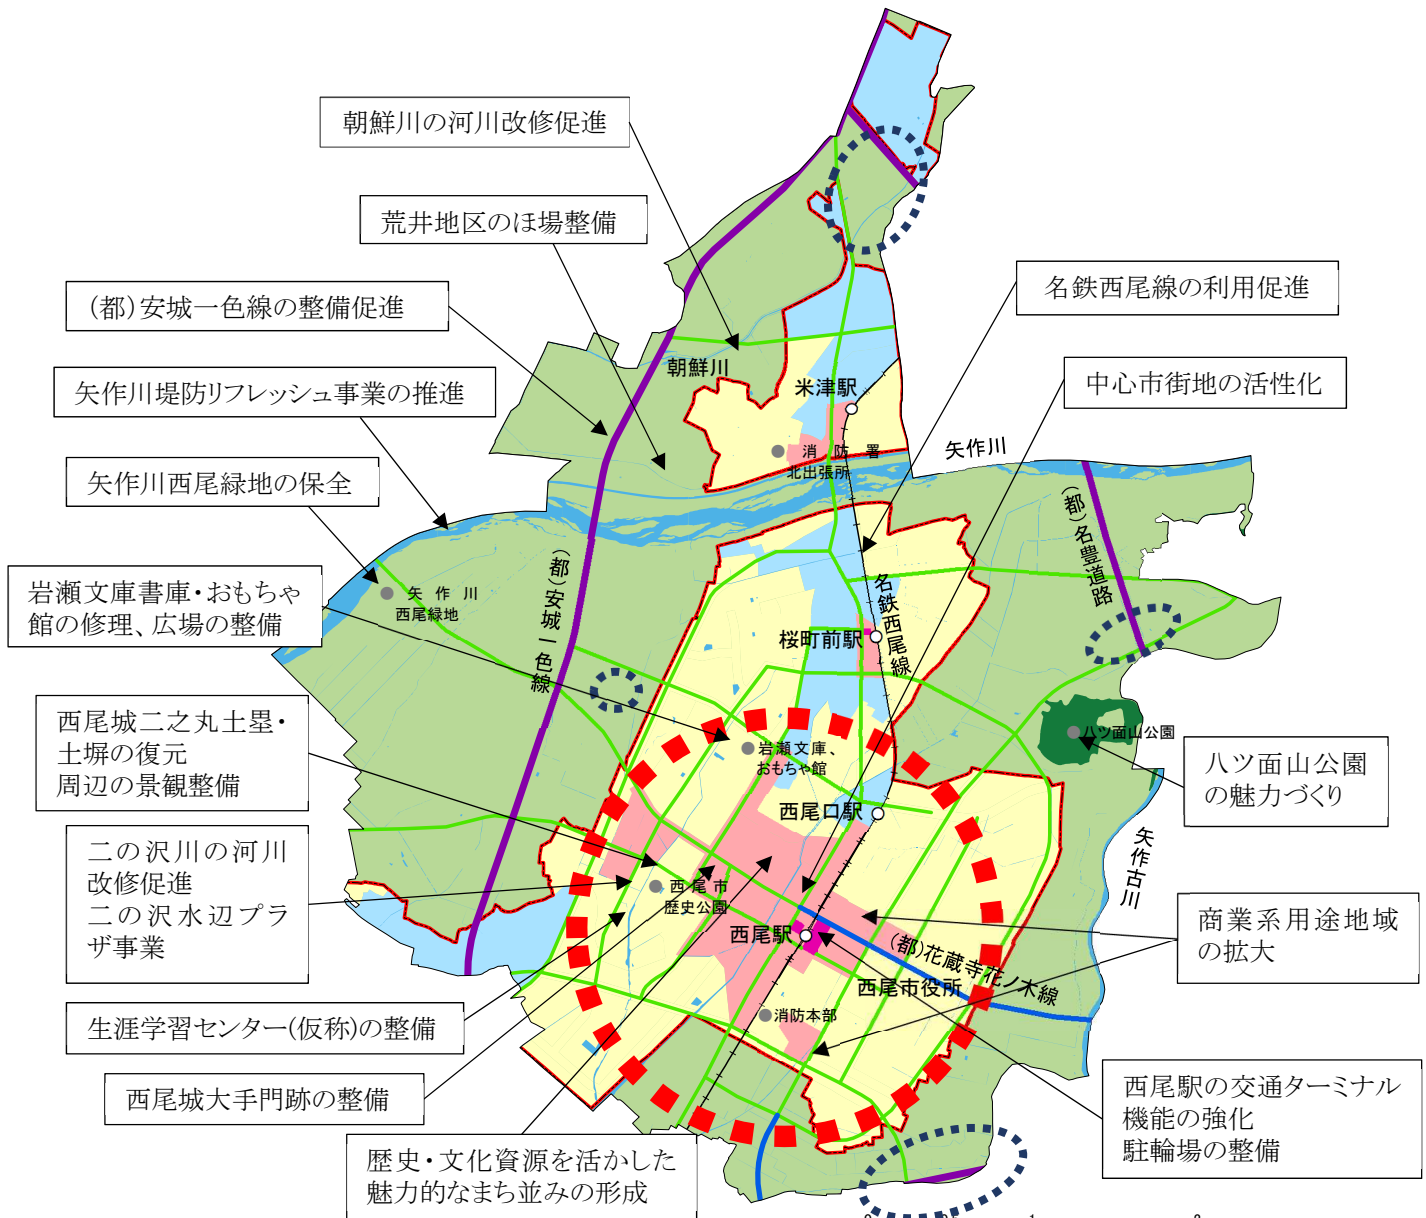 朝鮮川の河川改修促進
荒井地区のほ場整備
(都)安城一色線の整備促進
矢作川堤防リフレッシュ事業の推進
矢作川西尾緑地の保全
岩瀬文庫書庫・おもちゃ
館の修理、広場の整備
西尾城二之丸土塁・
土塀の復元
周辺の景観整備
二の沢川の河川
改修促進
二の沢水辺プラ
ザ事業
生涯学習センター(仮称)の整備
西尾城大手門跡の整備
歴史・文化資源を活かした
魅力的なまち並みの形成
名鉄西尾線の利用促進
中心市街地の活性化
八ツ面山公園
の魅力づくり
商業系用途地域
の拡大
西尾駅の交通ターミナル
機能の強化
駐輪場の整備
朝鮮川
米津駅
消防署
北出張所
矢作川
(都)名豊道路
(都)安城一色線
矢作川
西尾緑地
名鉄西尾線
桜町前駅
八ツ面山公園
岩瀬文庫、
おもちゃ館
西尾口駅
矢作古川
西尾市
歴史公園
西尾駅
(都)花蔵寺花ノ木線
西尾市役所
消防本部